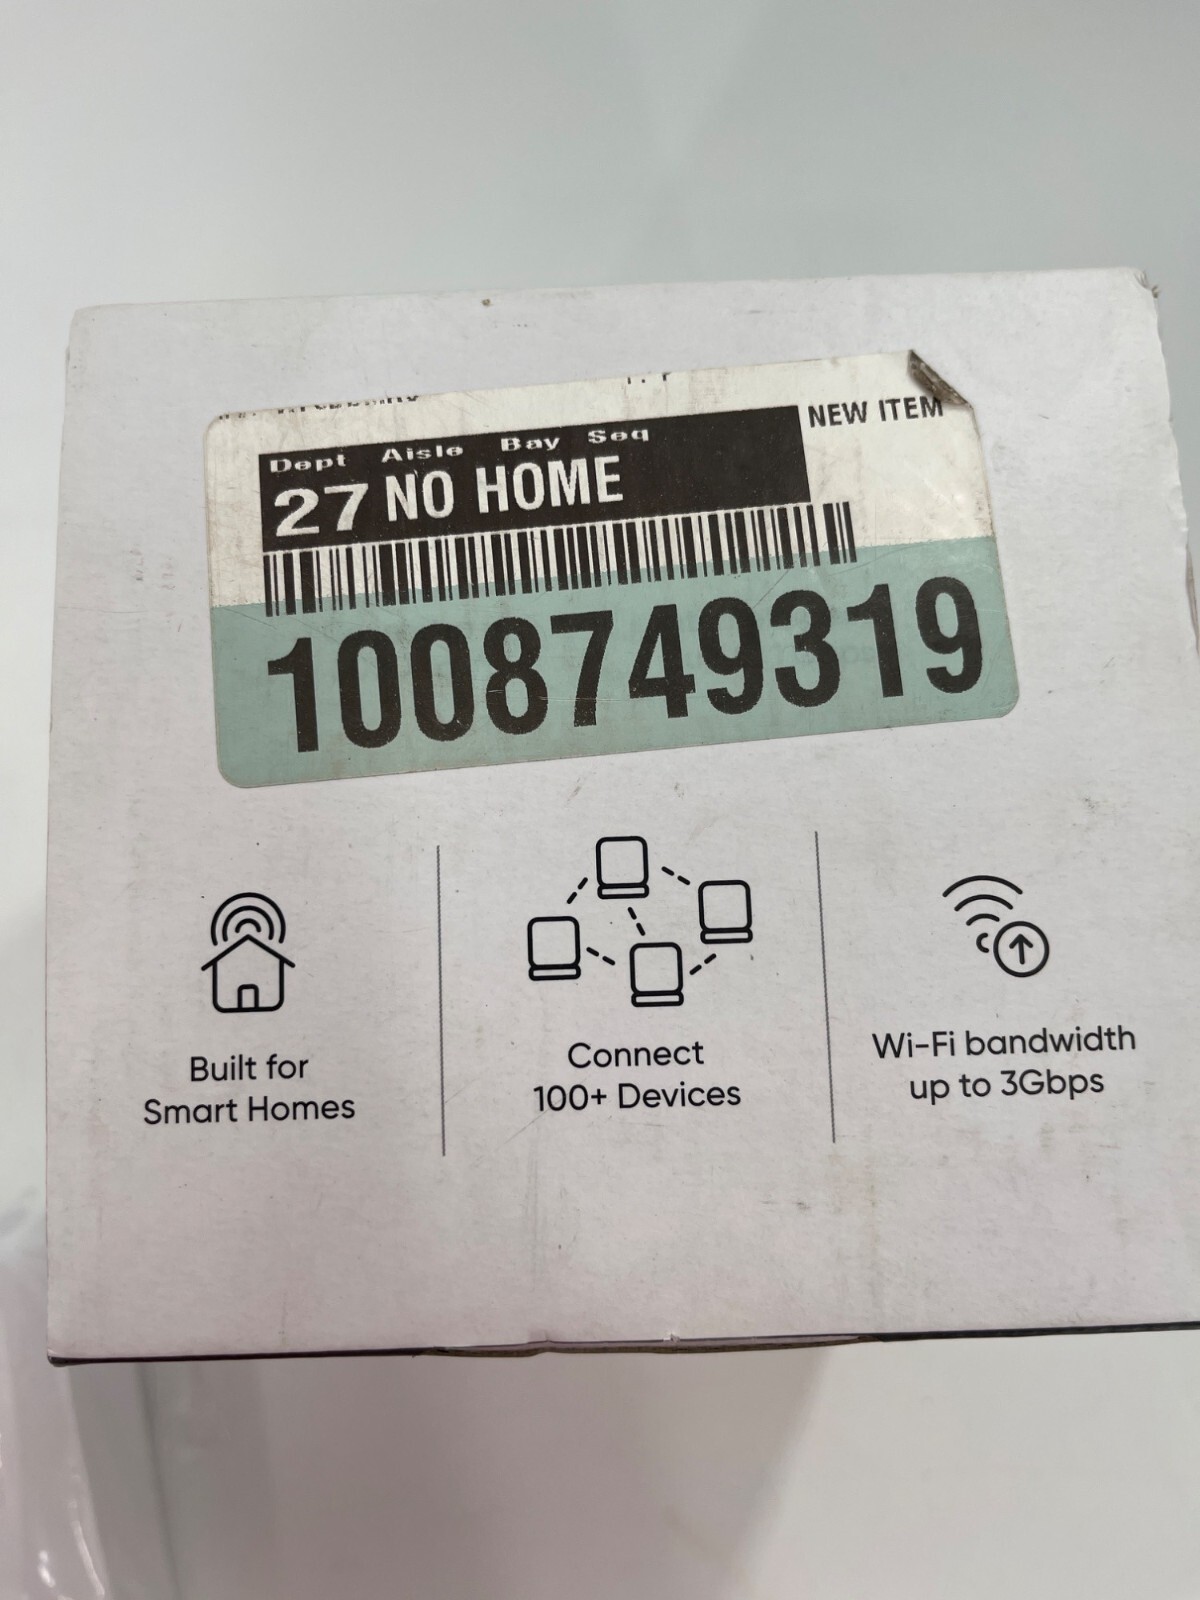 NEW ITEM
Dept Aisle Bay Seq
27 NO HOME
1008749319
Built for
Smart Homes
Connect
100+ Devices
Wi-Fi bandwidth
up to 3Gbps